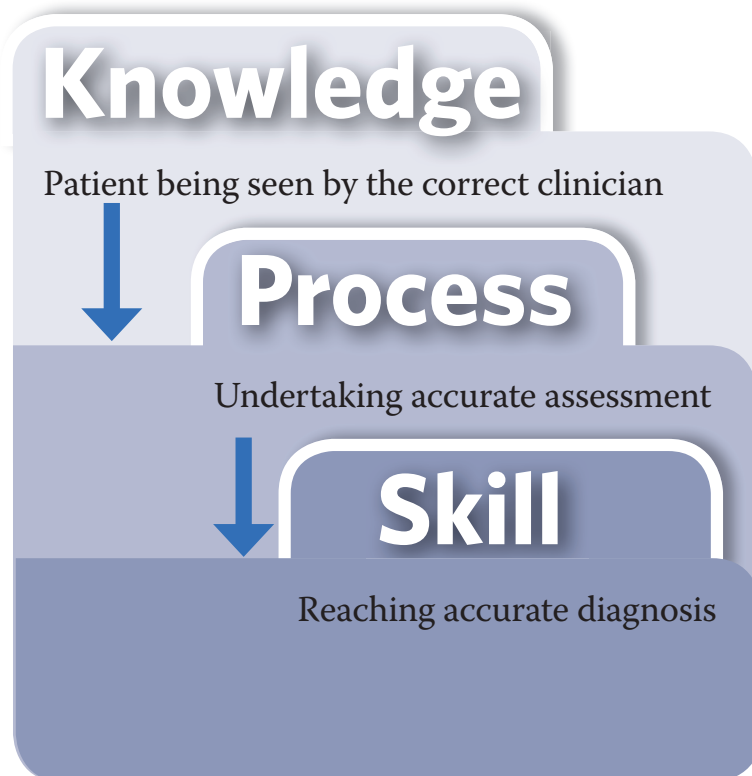 Knowledge
Patient being seen by the correct clinician
Process
Undertaking accurate assessment
Skill
Reaching accurate diagnosis